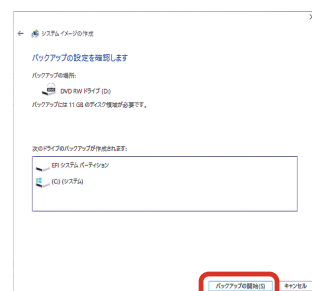 システム イメージの作成
バックアップの設定を確認します
バックアップの場所:
DVD RW ドライブ (D:)
バックアップには 11 GB のディスク領域が必要です。
次のドライブのバックアップが作成されます:
EFI システム パーティション
(C:) (システム)
バックアップの開始(S)
キャンセル